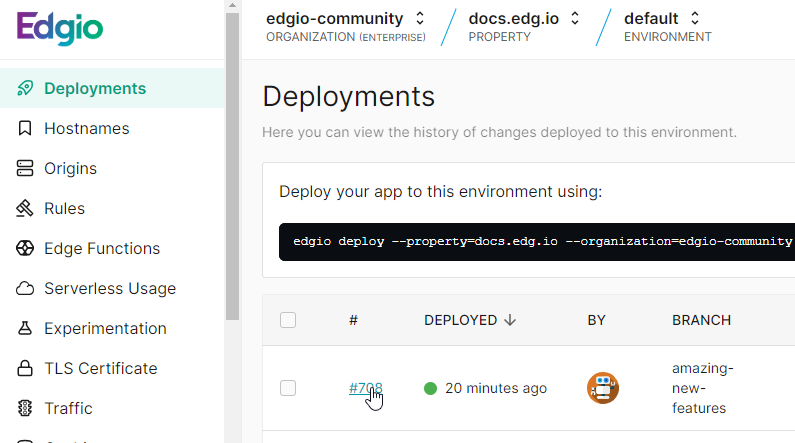 Edgio
edgio-community
ORGANIZATION (ENTERPRISE)
docs.edg.io
PROPERTY
default
ENVIRONMENT
Deployments
Hostnames
Origins
Rules
Edge Functions
Serverless Usage
Experimentation
TLS Certificate
Traffic
Deployments
Here you can view the history of changes deployed to this environment.
Deploy your app to this environment using:
edgio deploy --property=docs.edg.io --organization=edgio-community
# DEPLOYED BY BRANCH
#708 20 minutes ago amazing-
new-
features